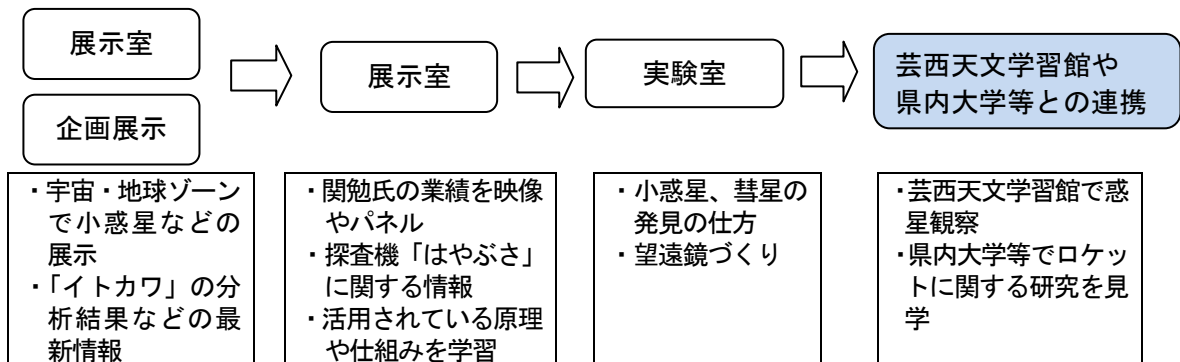 展示室
企画展示
展示室
実験室
芸西天文学習館や
県内大学等との連携
・宇宙・地球ゾーン
で小惑星などの
展示
・「イトカワ」の分
析結果などの最
新情報
・関勉氏の業績を映像
やパネル
・探査機「はやぶさ」
に関する情報
・活用されている原理
や仕組みを学習
・小惑星、彗星の
発見の仕方
・望遠鏡づくり
・芸西天文学習館で惑
星観察
・県内大学等でロケッ
トに関する研究を見
学